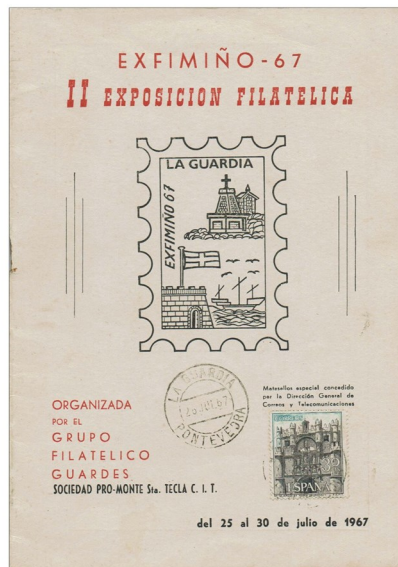 EXFIMIÑO-67
II EXPOSICION FILATELICA
LA GUARDIA
EXFIMIÑO 67
LA GUARDIA
PONTEVEDRA
Matasellos especial concedido
por la Dirección General de
Correos y Telecomunicaciones
ORGANIZADA
POR EL
GRUPO
FILATELICO
GUARDES
SOCIEDAD PRO-MONTE Sta. TECLA C. I. T.
ESPAÑA
del 25 al 30 de julio de 1967